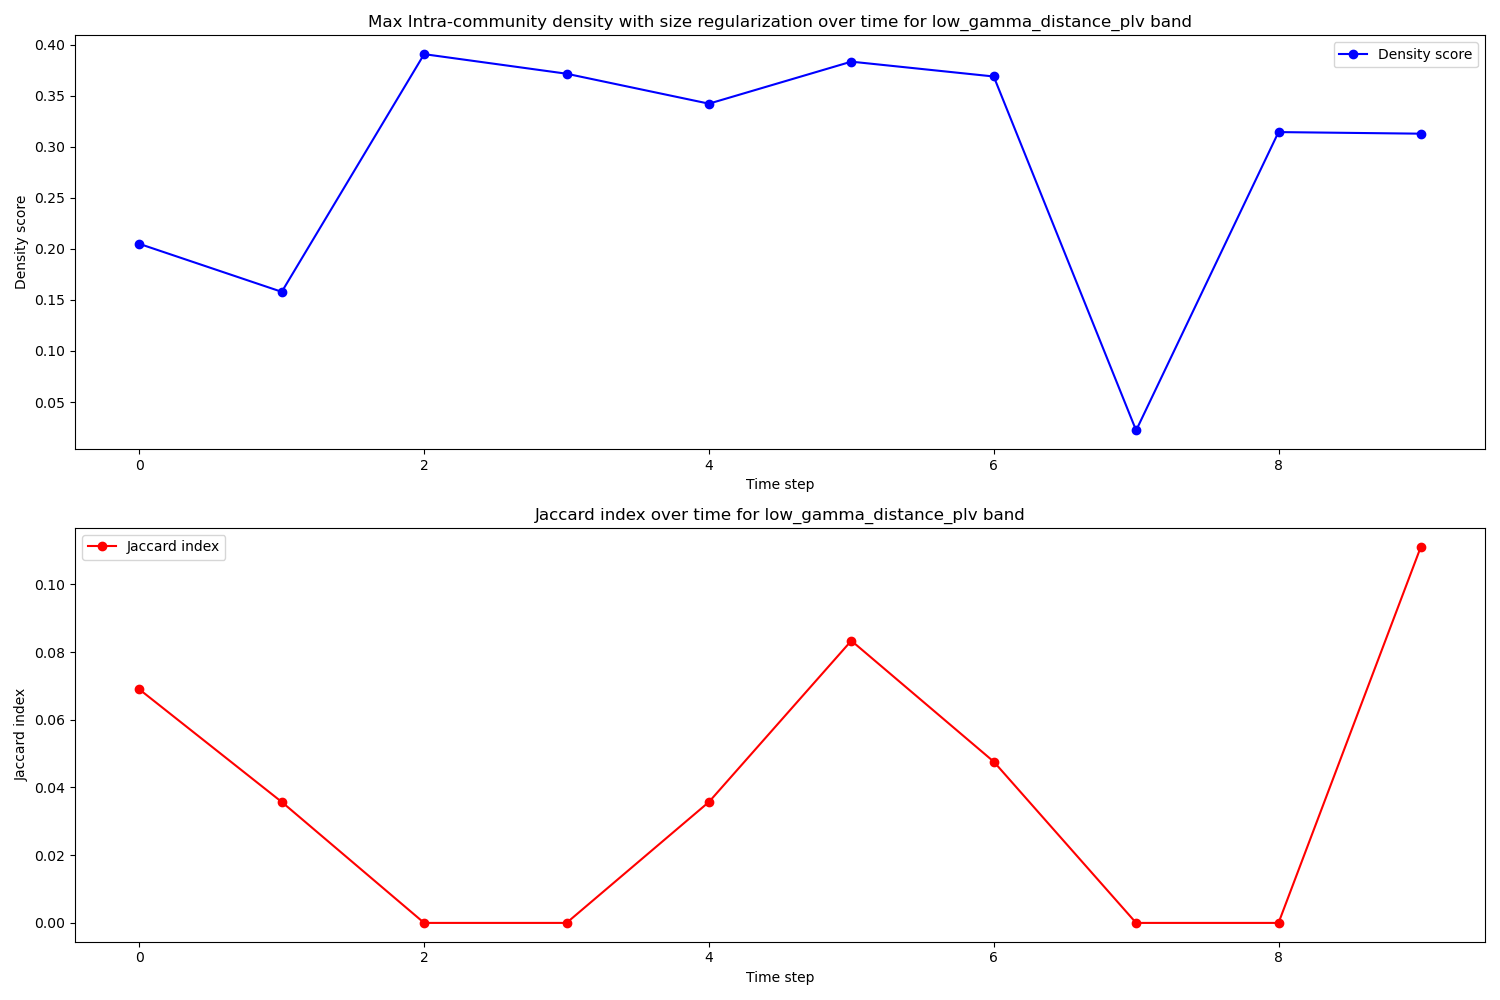 Max Intra-community density with size regularization over time for low_gamma_distance_plv band
Density score
0.40
0.35
0.30
0.25
0.20
0.15
0.10
0.05
Density score
0 2 4 6 8
Time step
Jaccard index over time for low_gamma_distance_plv band
Jaccard index
0.10
0.08
0.06
0.04
0.02
0.00
Jaccard index
0 2 4 6 8
Time step